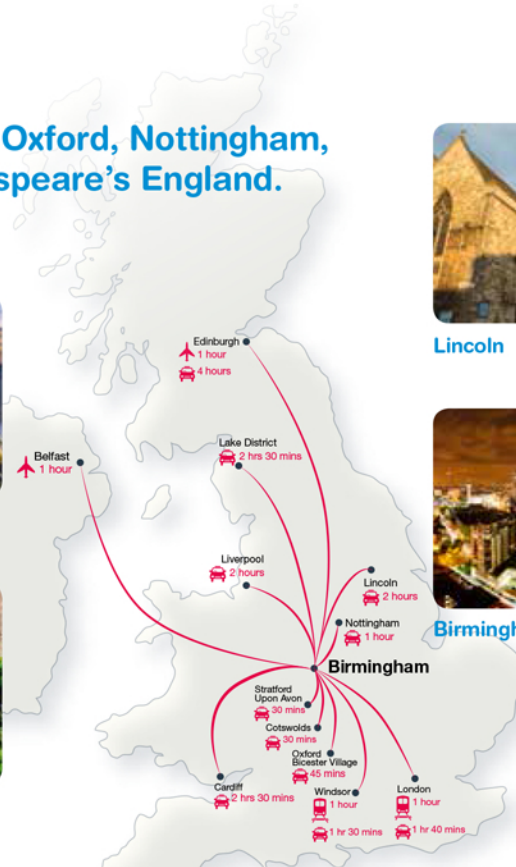 Oxford, Nottingham,
speare's England.
Lincoln
Edinburgh
1 hour
4 hours
Lake District
2 hrs 30 mins
Belfast
1 hour
Liverpool
2 hours
Lincoln
2 hours
Nottingham
1 hour
Birmingh
Birmingham
Stratford
Upon Avon
30 mins
Cotswolds
30 mins
Oxford
Bicester Village
45 mins
Cardiff
2 hrs 30 mins
Windsor
1 hour
1 hr 30 mins
London
1 hour
1 hr 40 mins